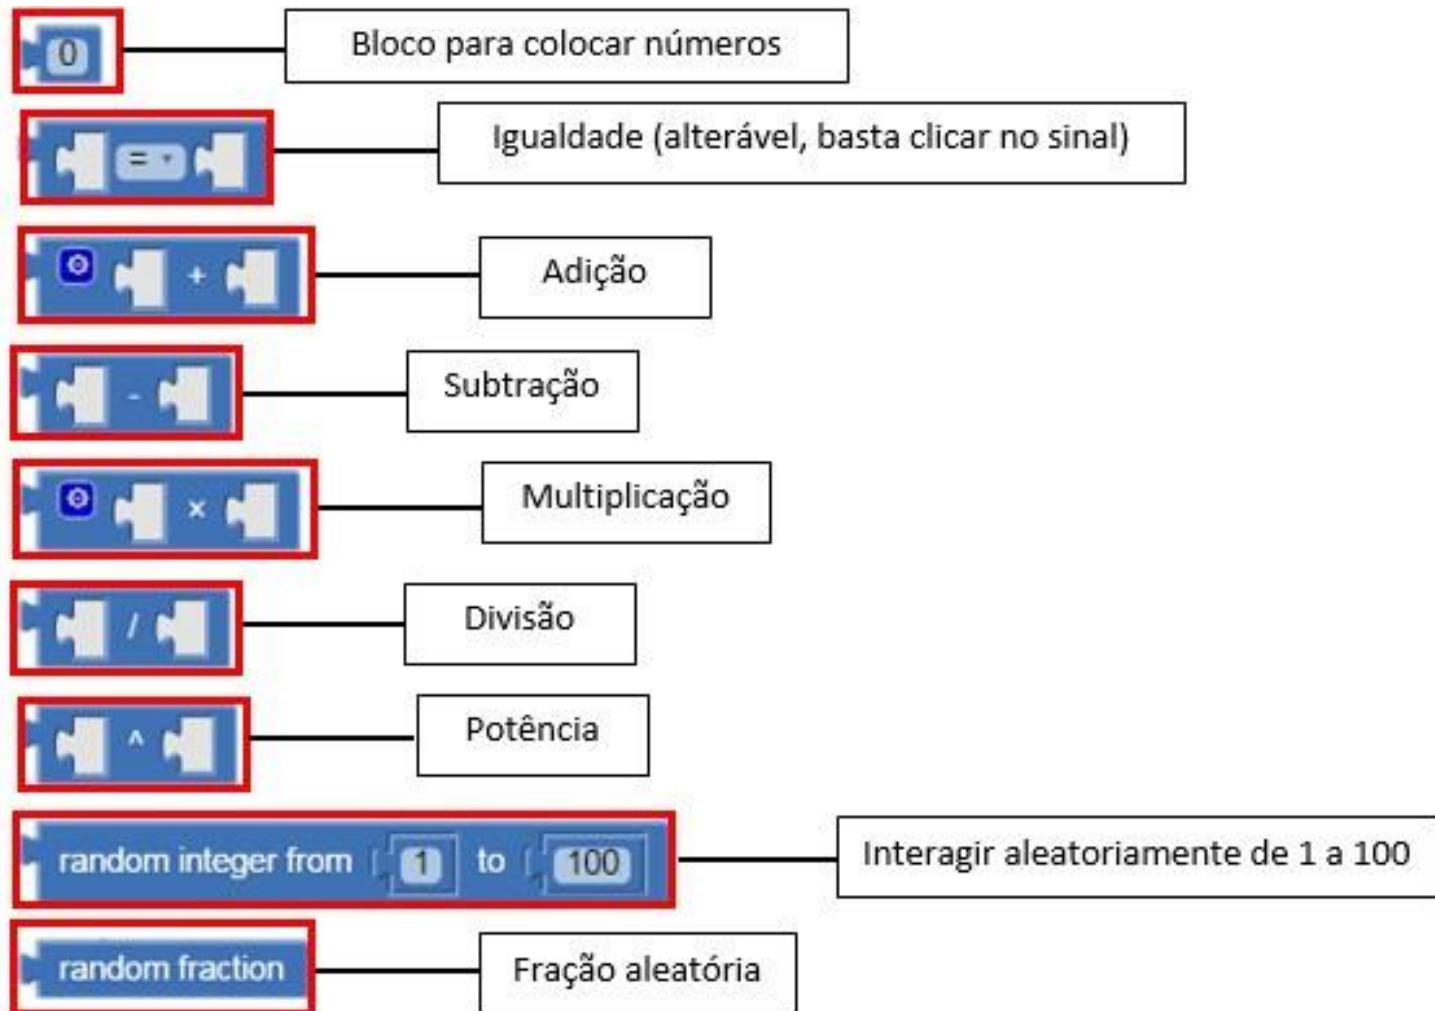 0 Bloco para colocar números
= Igualdade (alterável, basta clicar no sinal)
+ Adição
- Subtração
× Multiplicação
/ Divisão
^ Potência
random integer from 1 to 100 Interagir aleatoriamente de 1 a 100
random fraction Fração aleatória